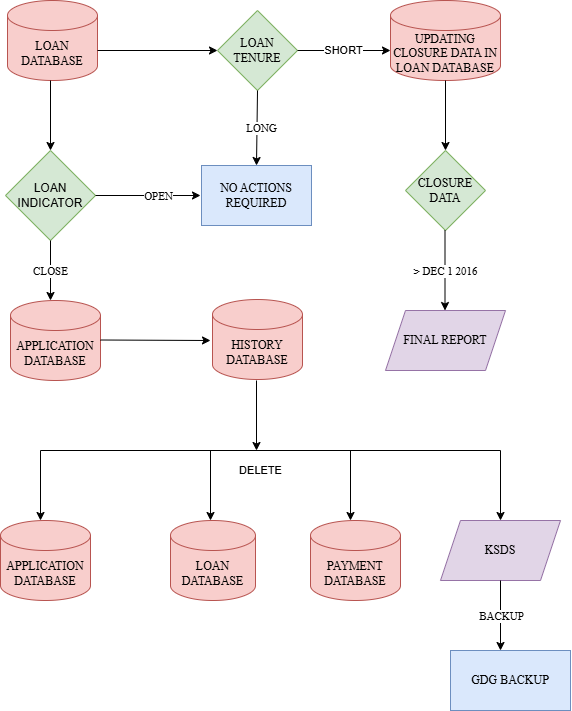 LOAN
DATABASE
LOAN
TENURE
SHORT
UPDATING
CLOSURE DATA IN
LOAN DATABASE
LONG
LOAN
INDICATOR
OPEN
NO ACTIONS
REQUIRED
CLOSURE
DATA
CLOSE
> DEC 1 2016
APPLICATION
DATABASE
HISTORY
DATABASE
FINAL REPORT
DELETE
APPLICATION
DATABASE
LOAN
DATABASE
PAYMENT
DATABASE
KSDS
BACKUP
GDG BACKUP